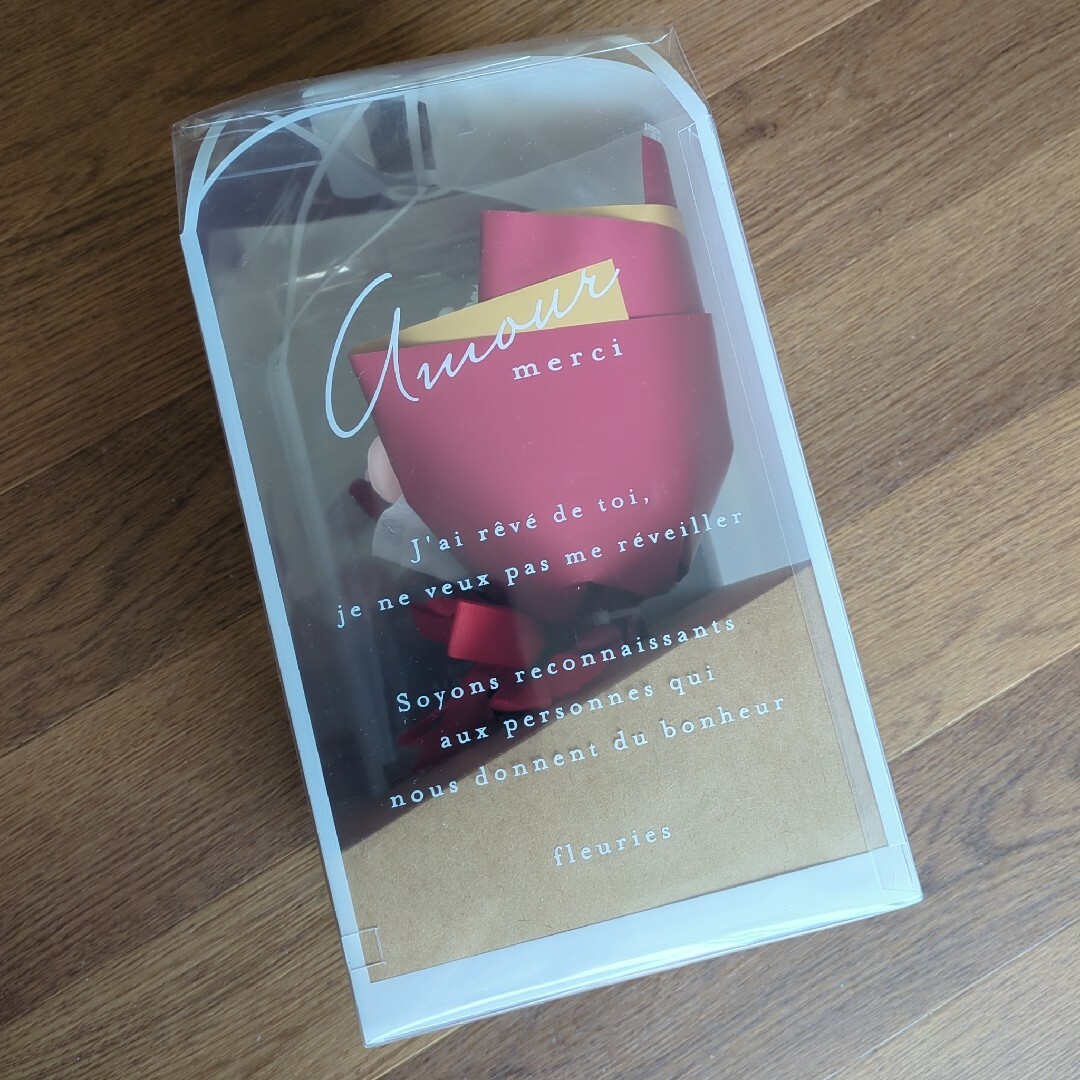 Amour
merci
J'ai rêvé de toi,
je ne veux pas me réveiller
Soyons reconnaissants
aux personnes qui
nous donnent du bonheur
fleuries